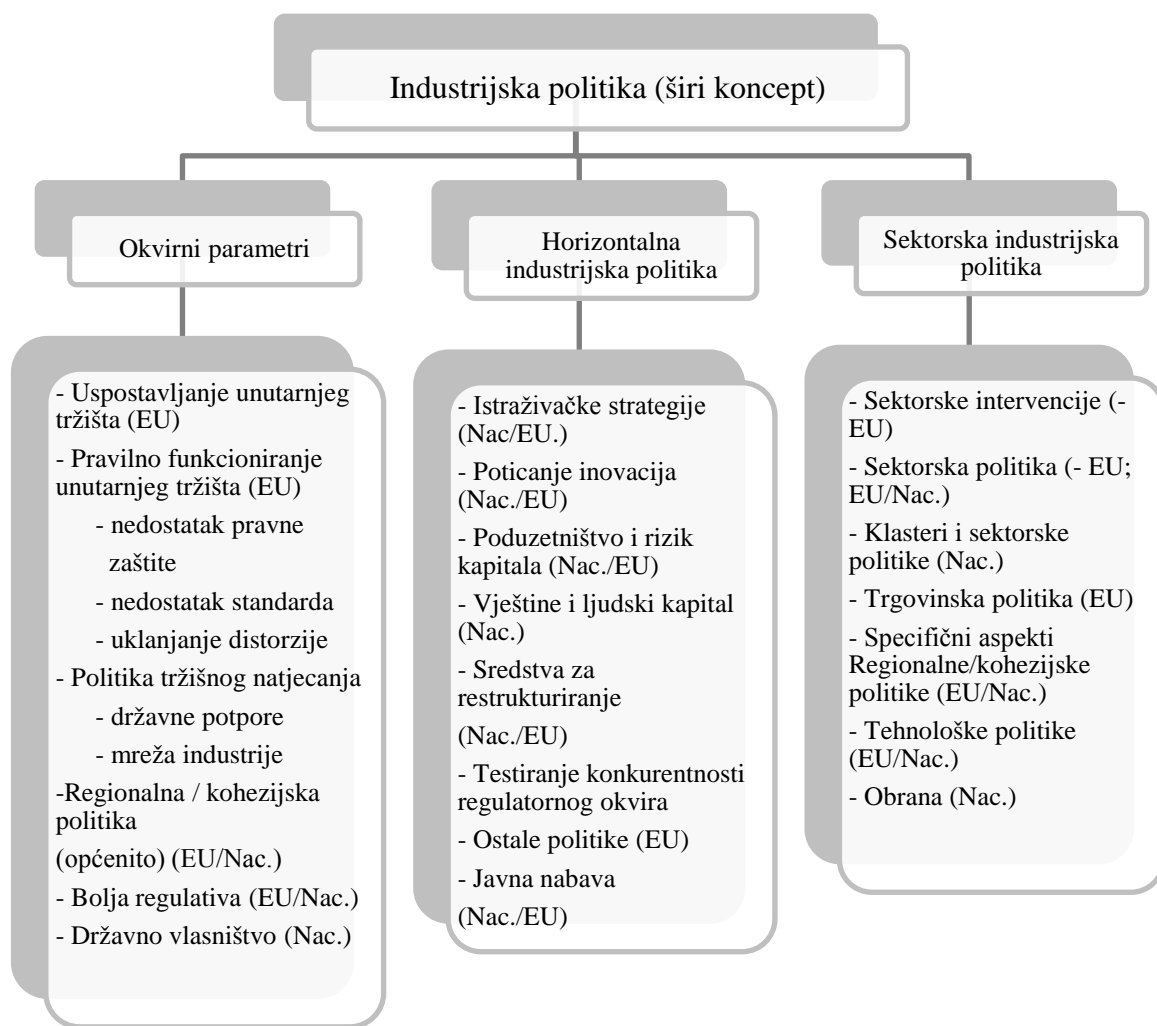 Industrijska politika (širi koncept)
Okvirni parametri
- Uspostavljanje unutarnjeg
tržišta (EU)
- Pravilno funkcioniranje
unutarnjeg tržišta (EU)
- nedostatak pravne
zaštite
- nedostatak standarda
- uklanjanje distorzije
- Politika tržišnog natjecanja
- državne potpore
- mreža industrije
-Regionalna / kohezijska
politika
(općenito) (EU/Nac.)
- Bolja regulativa (EU/Nac.)
- Državno vlasništvo (Nac.)
Horizontalna
industrijska politika
- Istraživačke strategije
(Nac/EU.)
- Poticanje inovacija
(Nac./EU)
- Poduzetništvo i rizik
kapitala (Nac./EU)
- Vještine i ljudski kapital
(Nac.)
- Sredstva za
restrukturiranje
(Nac./EU)
- Testiranje konkurentnosti
regulatornog okvira
- Ostale politike (EU)
- Javna nabava
(Nac./EU)
Sektorska industrijska
politika
- Sektorske intervencije (-
EU)
- Sektorska politika (- EU;
EU/Nac.)
- Klasteri i sektorske
politike (Nac.)
- Trgovinska politika (EU)
- Specifični aspekti
Regionalne/kohezijske
politike (EU/Nac.)
- Tehnološke politike
(EU/Nac.)
- Obrana (Nac.)